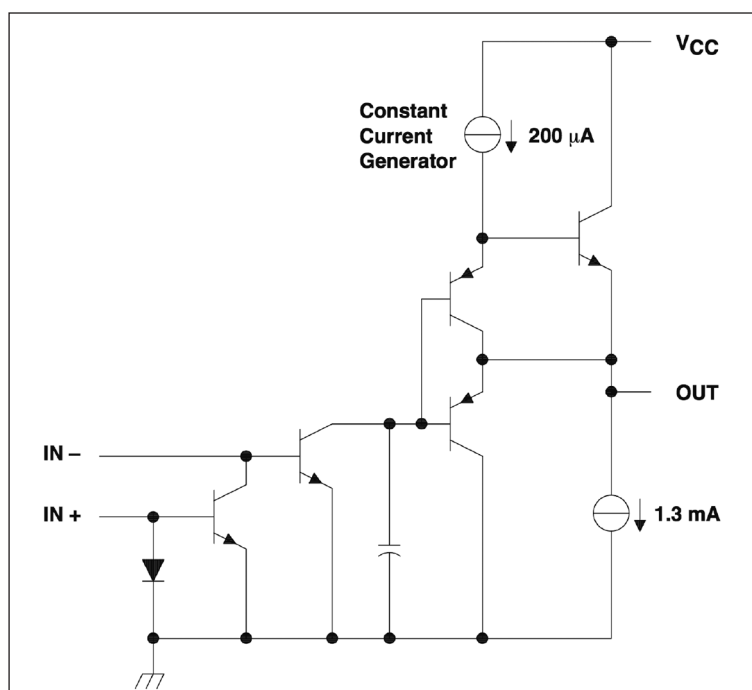 VCC
Constant
Current
Generator
200 μA
OUT
IN –
IN +
1.3 mA